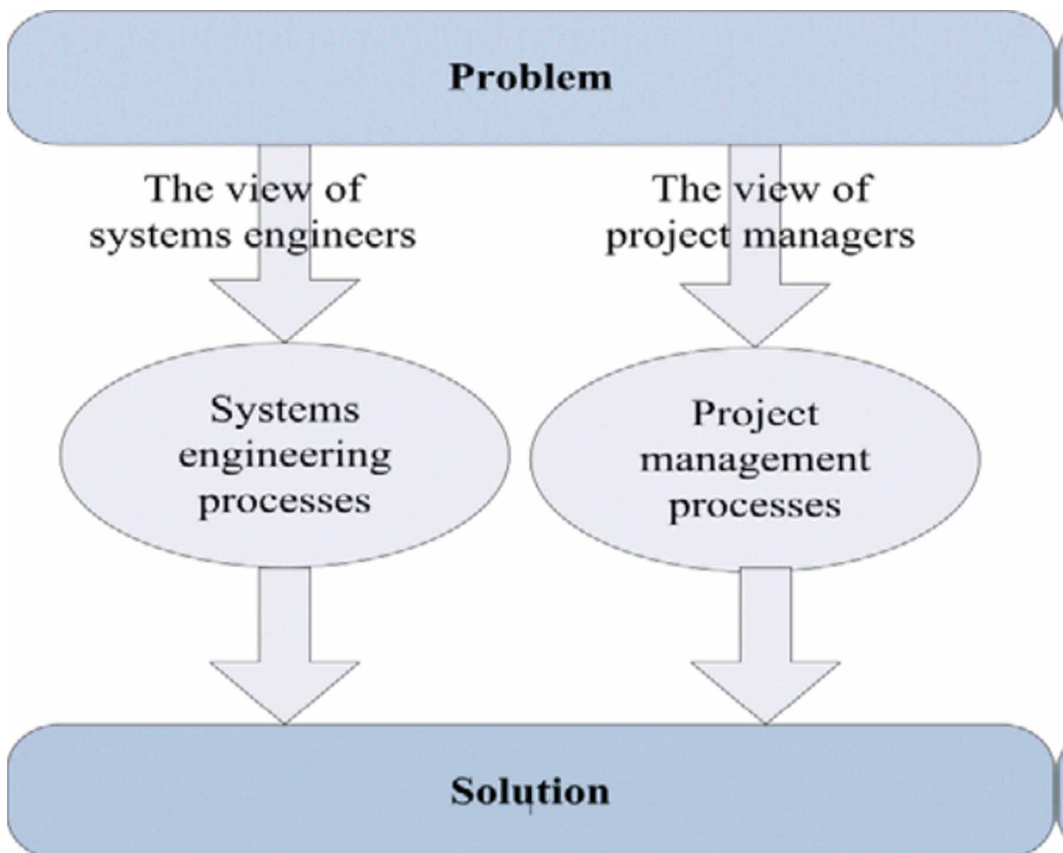 Problem
The view of
systems engineers
The view of
project managers
Systems
engineering
processes
Project
management
processes
Solution